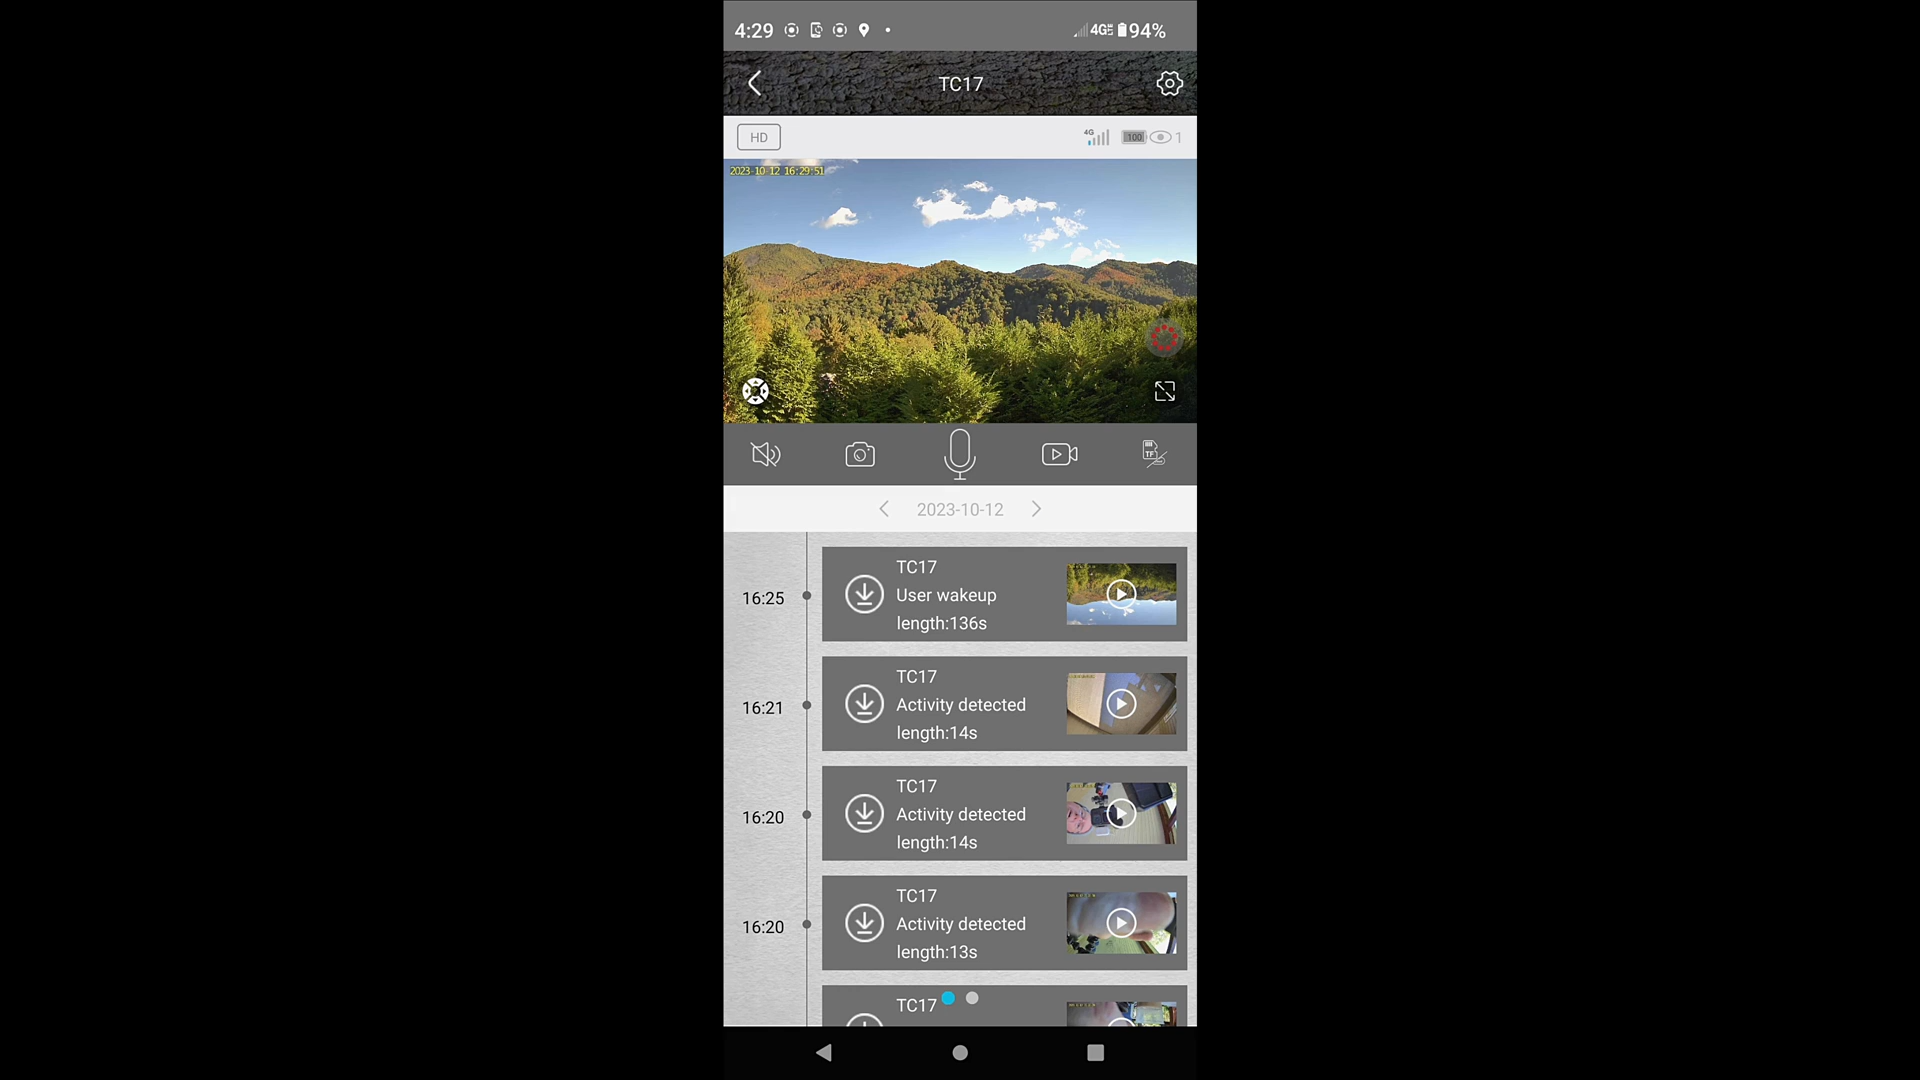 4:29 4GLTE 94%
TC17
HD 4G 100 1
2023-10-12 16:29:51
TF
2023-10-12
TC17
16:25 User wakeup
length:136s
TC17
16:21 Activity detected
length:14s
TC17
16:20 Activity detected
length:14s
TC17
16:20 Activity detected
length:13s
TC17